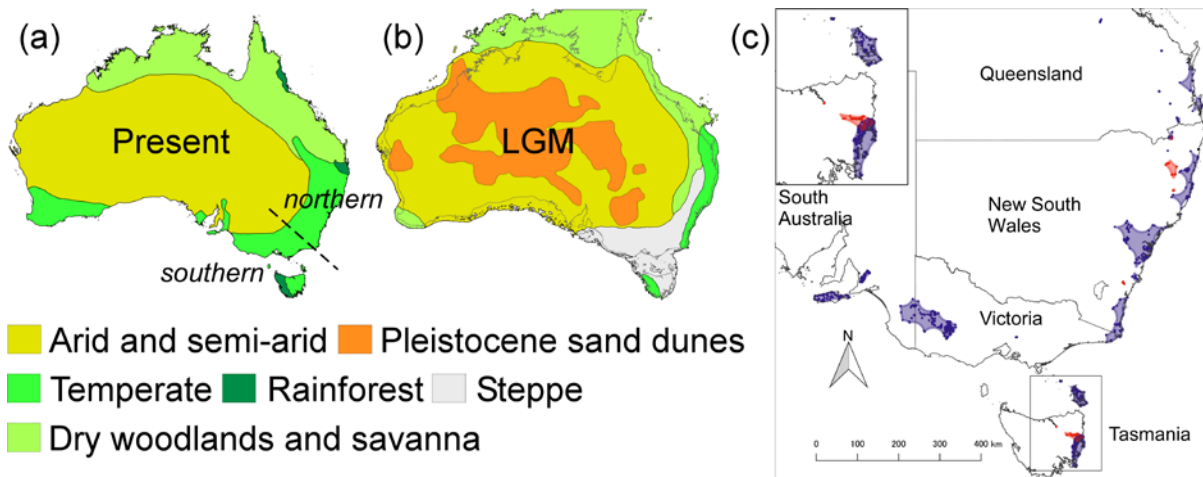 (a)
Present
northern
southern
(b)
LGM
Arid and semi-arid
Pleistocene sand dunes
Temperate
Rainforest
Steppe
Dry woodlands and savanna
(c)
Queensland
South
Australia
New South
Wales
Victoria
N
Tasmania
0 100 200 300 400 km